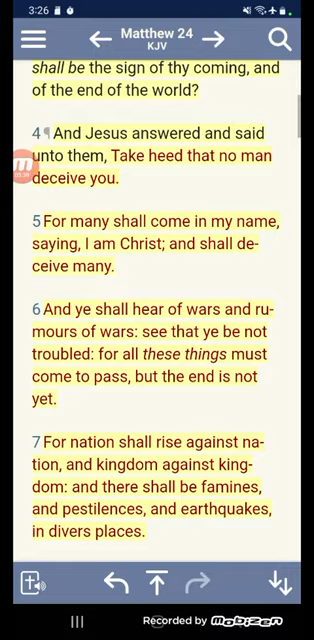 3:26
Matthew 24
KJV
shall be the sign of thy coming, and
of the end of the world?
4 ¶ And Jesus answered and said
unto them, Take heed that no man
deceive you.
5 For many shall come in my name,
saying, I am Christ; and shall de-
ceive many.
6 And ye shall hear of wars and ru-
mours of wars: see that ye be not
troubled: for all these things must
come to pass, but the end is not
yet.
7 For nation shall rise against na-
tion, and kingdom against king-
dom: and there shall be famines,
and pestilences, and earthquakes,
in divers places.
Recorded by mobizen